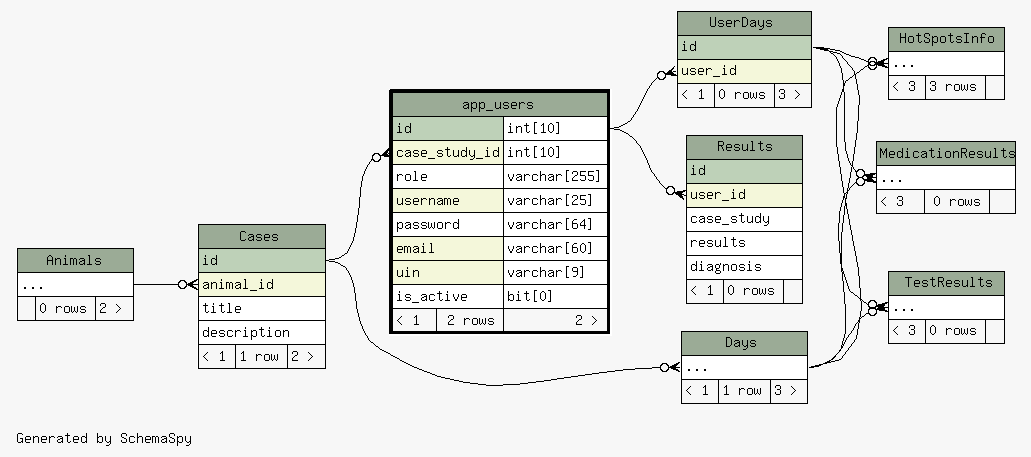 UserDays
id
user_id
< 1 0 rows 3 >
HotSpotsInfo
...
< 3 3 rows
app_users
id int[10]
case_study_id int[10]
role varchar[255]
username varchar[25]
password varchar[64]
email varchar[60]
uin varchar[9]
is_active bit[0]
< 1 2 rows 2 >
Results
id
user_id
case_study
results
diagnosis
< 1 0 rows
MedicationResults
...
< 3 0 rows
Cases
id
animal_id
title
description
< 1 1 row 2 >
Animals
...
0 rows 2 >
TestResults
...
< 3 0 rows
Days
...
< 1 1 row 3 >
Generated by SchemaSpy